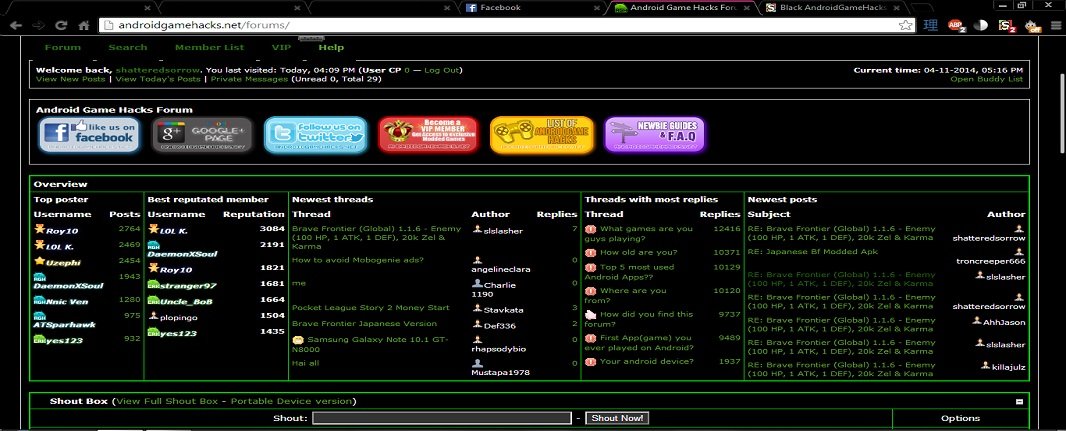 Facebook
Android Game Hacks For
Black AndroidGameHacks
androidgamehacks.net/forums/
Forum Search Member List VIP Help
Welcome back, shatteredsorrow. You last visited: Today, 04:09 PM (User CP 0 — Log Out)
Current time: 04-11-2014, 05:16 PM
View New Posts | View Today's Posts | Private Messages (Unread 0, Total 29)
Open Buddy List
Android Game Hacks Forum
like us on facebook
g+ GOOGLE+ PAGE
Follow us on twitter
Become a VIP MEMBER Get Access to exclusive Modded Games
LIST OF ANDROIDGAME HACKS
NEWBIE GUIDES & F.A.Q
Overview
Top poster
Username Posts
Roy10 2764
LOL K. 2469
Uzephi 2454
DaemonXSoul 1943
Nnic Ven 1280
ATSparhawk 975
yes123 932
Best reputated member
Username Reputation
LOL K. 3084
DaemonXSoul 2191
Roy10 1821
stranger97 1681
Uncle_BoB 1664
plopingo 1504
yes123 1435
Newest threads
Thread Author Replies
Brave Frontier (Global) 1.1.6 - Enemy slslasher 7
(100 HP, 1 ATK, 1 DEF), 20k Zel & Karma
How to avoid Mobogenie ads? angelineclara 0
me Charlie 1190 0
Pocket League Story 2 Money Start Stavkata 3
Brave Frontier Japanese Version Def336 2
Samsung Galaxy Note 10.1 GT-N8000 rhapsodybio 0
Hai all Mustapa1978 0
Threads with most replies
Thread Replies
What games are you guys playing? 12416
How old are you? 10371
Top 5 most used Android Apps?? 10129
Where are you from? 10120
How did you find this forum? 9737
First App(game) you ever played on Android? 9489
Your android device? 1937
Newest posts
Subject Author
RE: Brave Frontier (Global) 1.1.6 - Enemy
(100 HP, 1 ATK, 1 DEF), 20k Zel & Karma shatteredsorrow
RE: Japanese Bf Modded Apk troncreeper666
RE: Brave Frontier (Global) 1.1.6 - Enemy slslasher
(100 HP, 1 ATK, 1 DEF), 20k Zel & Karma
RE: Brave Frontier (Global) 1.1.6 - Enemy
(100 HP, 1 ATK, 1 DEF), 20k Zel & Karma shatteredsorrow
RE: Brave Frontier (Global) 1.1.6 - Enemy AhhJason
(100 HP, 1 ATK, 1 DEF), 20k Zel & Karma
RE: Brave Frontier (Global) 1.1.6 - Enemy slslasher
(100 HP, 1 ATK, 1 DEF), 20k Zel & Karma
RE: Brave Frontier (Global) 1.1.6 - Enemy killajulz
(100 HP, 1 ATK, 1 DEF), 20k Zel & Karma
Shout Box (View Full Shout Box - Portable Device version)
Shout: - Shout Now! Options